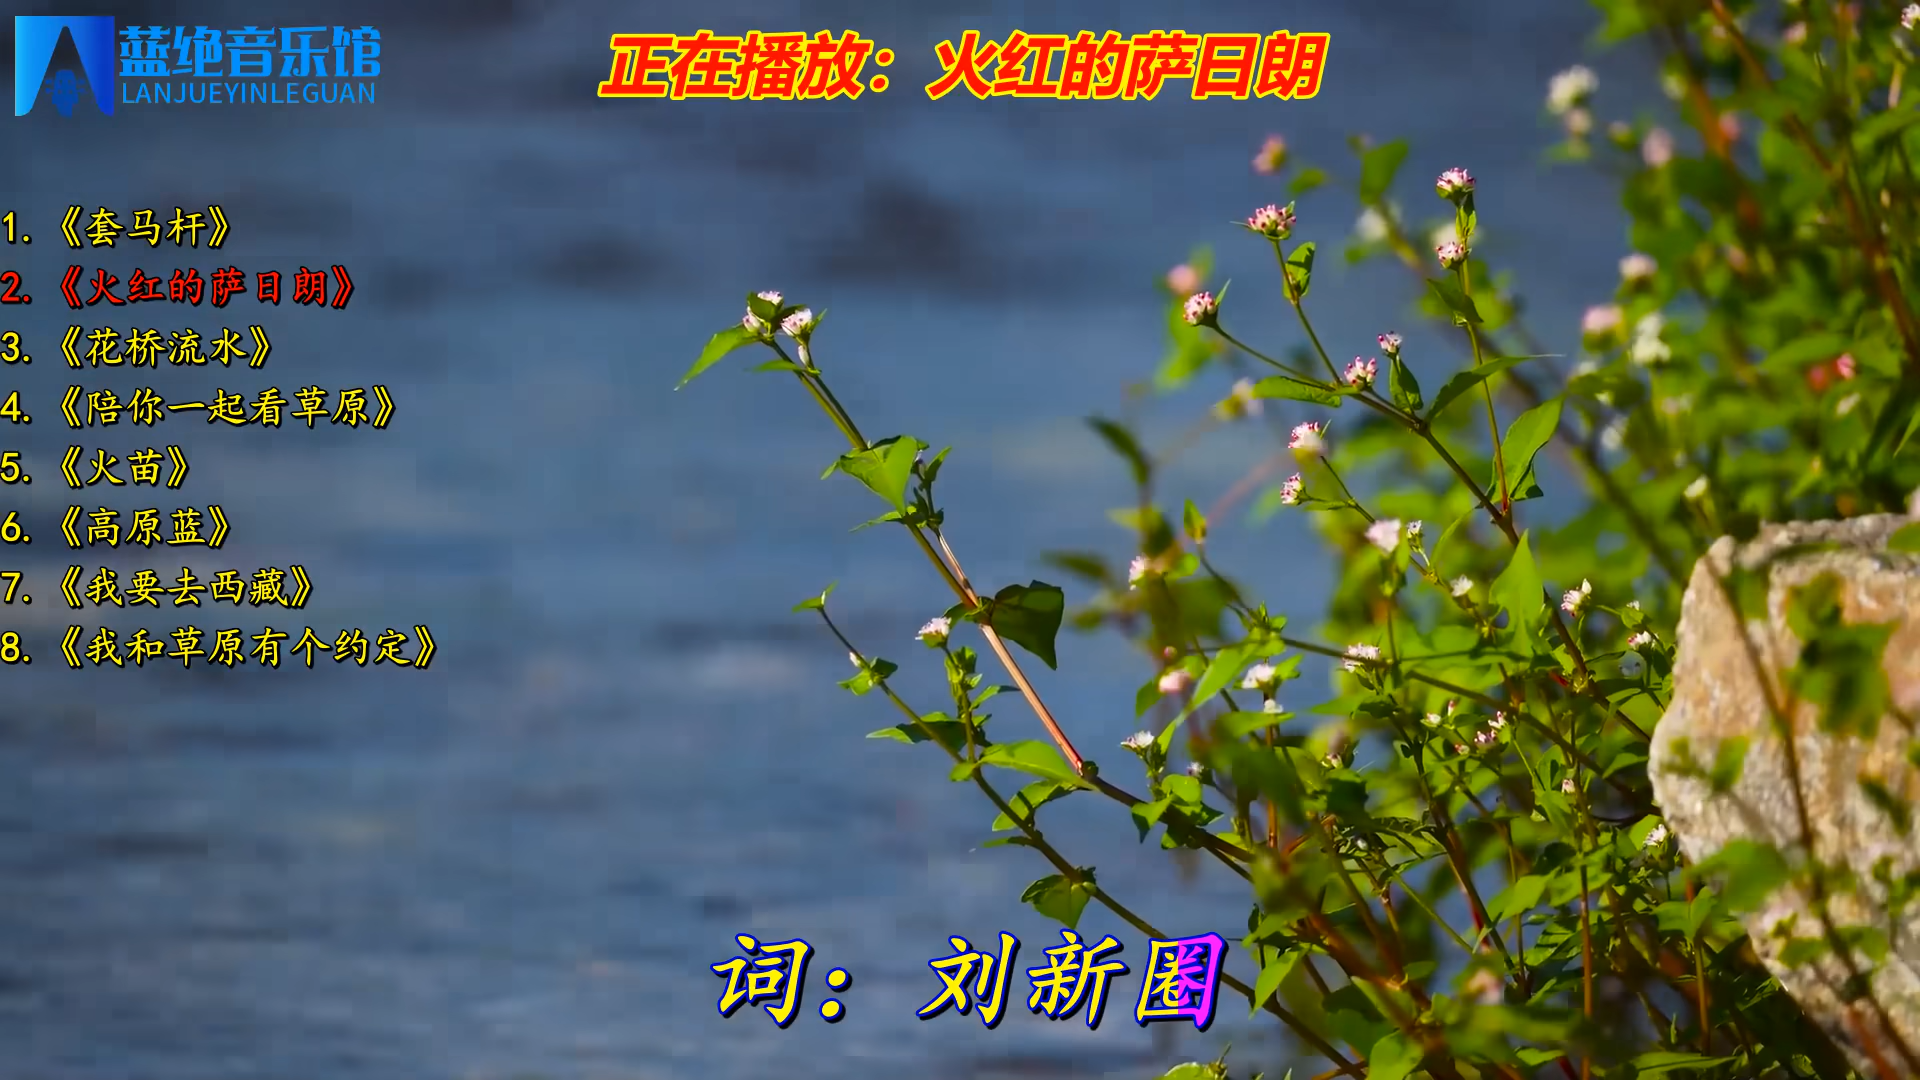 蓝绝音乐馆
LANJUEYINLEGUAN
正在播放：火红的萨日朗
1.《套马杆》
2.《火红的萨日朗》
3.《花桥流水》
4.《陪你一起看草原》
5.《火苗》
6.《高原蓝》
7.《我要去西藏》
8.《我和草原有个约定》
词：刘新圈